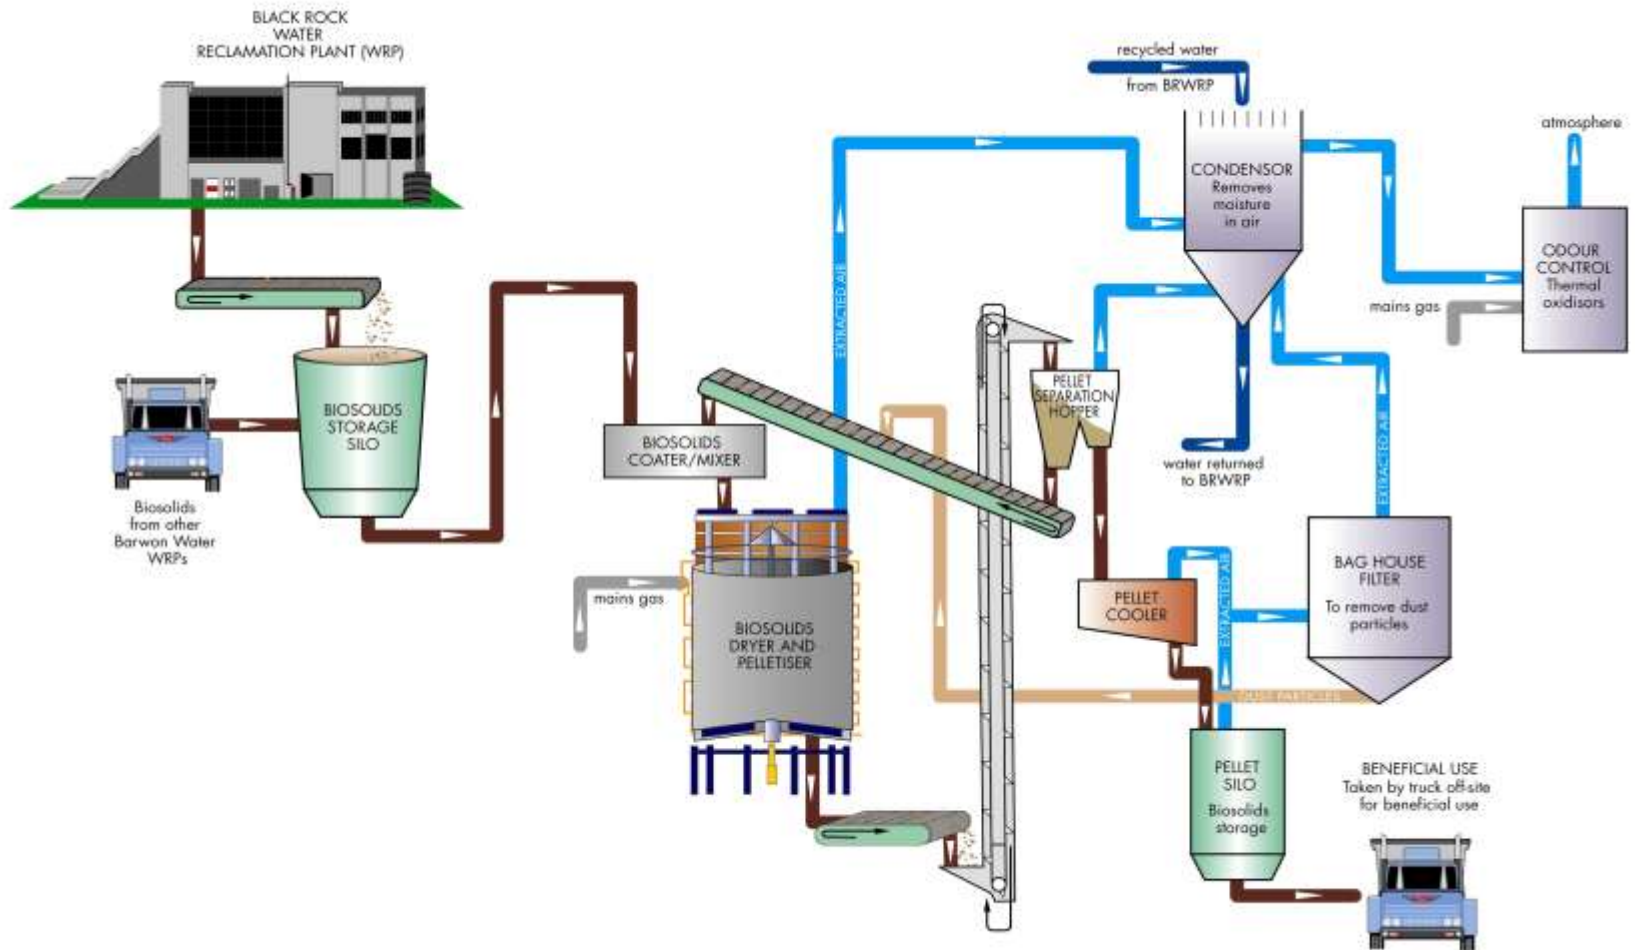 BLACK ROCK
WATER
RECLAMATION PLANT (WRP)
recycled water
from BRWRP
atmosphere
CONDENSOR
Removes
moisture
in air
ODOUR
CONTROL
Thermal
oxidisors
mains gas
EXTRACTED AIR
BIOSOLIDS
STORAGE
SILO
Biosolids
from other
Barwon Water
WRPs
BIOSOLIDS
COATER/MIXER
PELLET
SEPARATION
HOPPER
water returned
to BRWRP
EXTRACTED AIR
mains gas
BIOSOLIDS
DRYER AND
PELLETISER
PELLET
COOLER
EXTRACTED AIR
BAG HOUSE
FILTER
To remove dust
particles
DUST PARTICLES
PELLET
SILO
Biosolids
storage
BENEFICIAL USE
Taken by truck off-site
for beneficial use